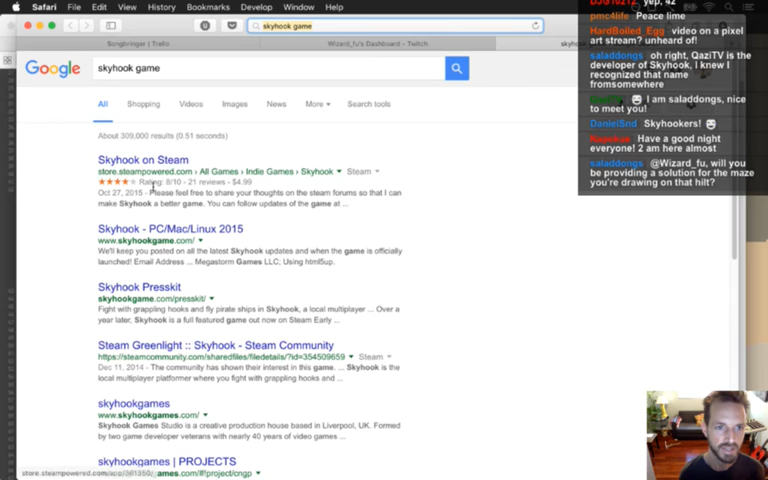 Safari File Edit View History Bookmarks Develop Window Help
skyhook game
Songbringer | Trello
Wizard_fu's Dashboard - Twitch
Google
skyhook game
All Shopping Videos Images News More Search tools
About 309,000 results (0.51 seconds)
Skyhook on Steam
store.steampowered.com › All Games › Indie Games › Skyhook Steam
Rating: 8/10 - 21 reviews - $4.99
Oct 27, 2015 - Please feel free to share your thoughts on the steam forums so that I can
make Skyhook a better game. You can follow updates of the game at ...
Skyhook - PC/Mac/Linux 2015
www.skyhookgame.com/
We'll keep you posted on all the latest Skyhook updates and when the game is officially
launched! Email Address ... Megastorm Games LLC; Using html5up.
Skyhook Presskit
skyhookgame.com/presskit/
Fight with grappling hooks and fly pirate ships in Skyhook, a local multiplayer ... Over a
year later, Skyhook is a full featured game out now on Steam Early ...
Steam Greenlight :: Skyhook - Steam Community
https://steamcommunity.com/sharedfiles/filedetails/?id=354509659 Steam
Dec 11, 2014 - The community has shown their interest in this game. ... Skyhook is the
local multiplayer platformer where you fight with grappling hooks and ...
skyhookgames
www.skyhookgames.com/
Skyhook Games Studio is a creative production house based in Liverpool, UK. Formed
by two game developer veterans with nearly 40 years of video games ...
skyhookgames | PROJECTS
games.com/#!project/cngp
yep, 42
pmc4life Peace lime
HardBoiled_Egg video on a pixel
art stream? unheard of!
saladdongs oh right, QaziTV is the
developer of Skyhook, I knew I
recognized that name
fromsomewhere
I am saladdongs, nice
to meet you!
DanielSnd Skyhookers!
Have a good night
everyone! 2 am here almost
saladdongs @Wizard_fu, will you
be providing a solution for the maze
you're drawing on that hilt?